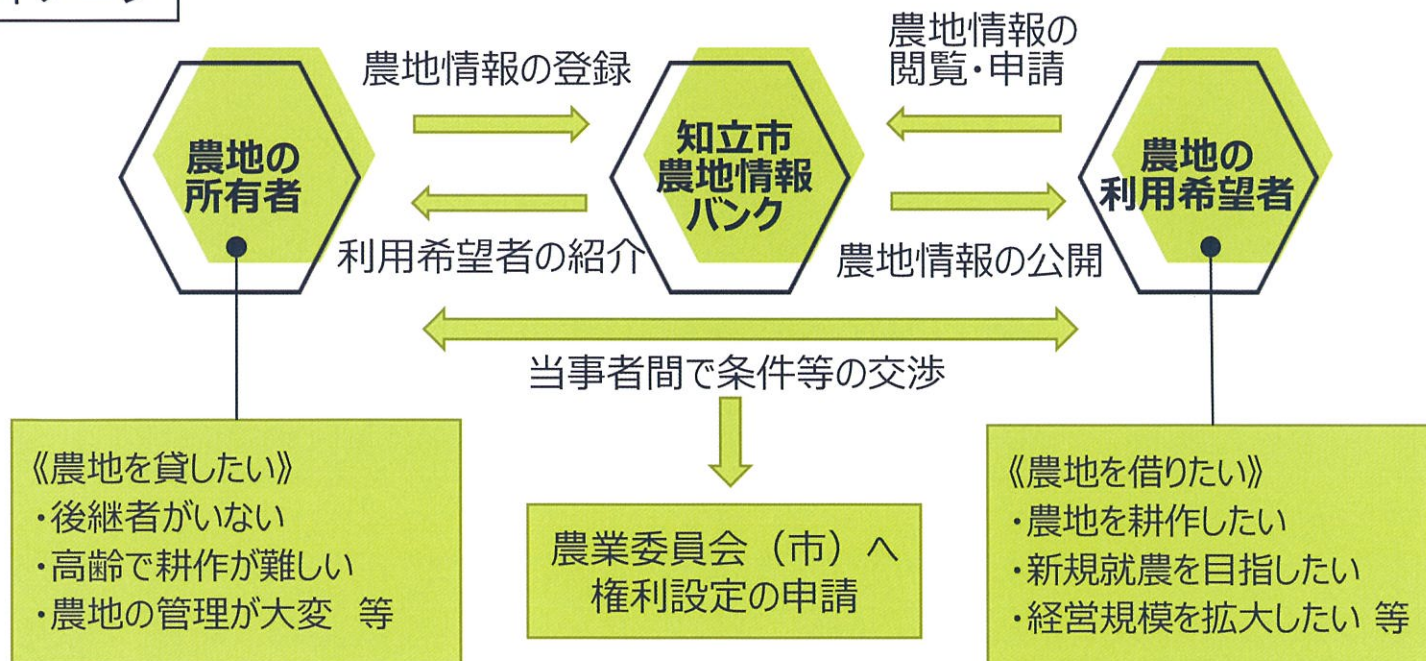 農地情報の登録
農地情報の
閲覧・申請
農地の
所有者
知立市
農地情報
バンク
農地の
利用希望者
利用希望者の紹介
農地情報の公開
当事者間で条件等の交渉
《農地を貸したい》
・後継者がいない
・高齢で耕作が難しい
・農地の管理が大変 等
農業委員会（市）へ
権利設定の申請
《農地を借りたい》
・農地を耕作したい
・新規就農を目指したい
・経営規模を拡大したい 等